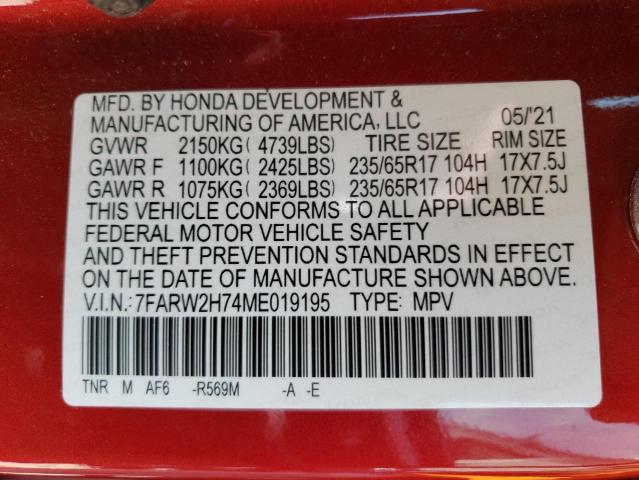 MFD. BY HONDA DEVELOPMENT &
MANUFACTURING OF AMERICA, LLC 05/'21
GVWR 2150KG( 4739LBS) TIRE SIZE RIM SIZE
GAWR F 1100KG( 2425LBS) 235/65R17 104H 17X7.5J
GAWR R 1075KG( 2369LBS) 235/65R17 104H 17X7.5J
THIS VEHICLE CONFORMS TO ALL APPLICABLE
FEDERAL MOTOR VEHICLE SAFETY
AND THEFT PREVENTION STANDARDS IN EFFECT
ON THE DATE OF MANUFACTURE SHOWN ABOVE.
V.I.N.:7FARW2H74ME019195 TYPE: MPV
TNR M AF6 -R569M -A -E